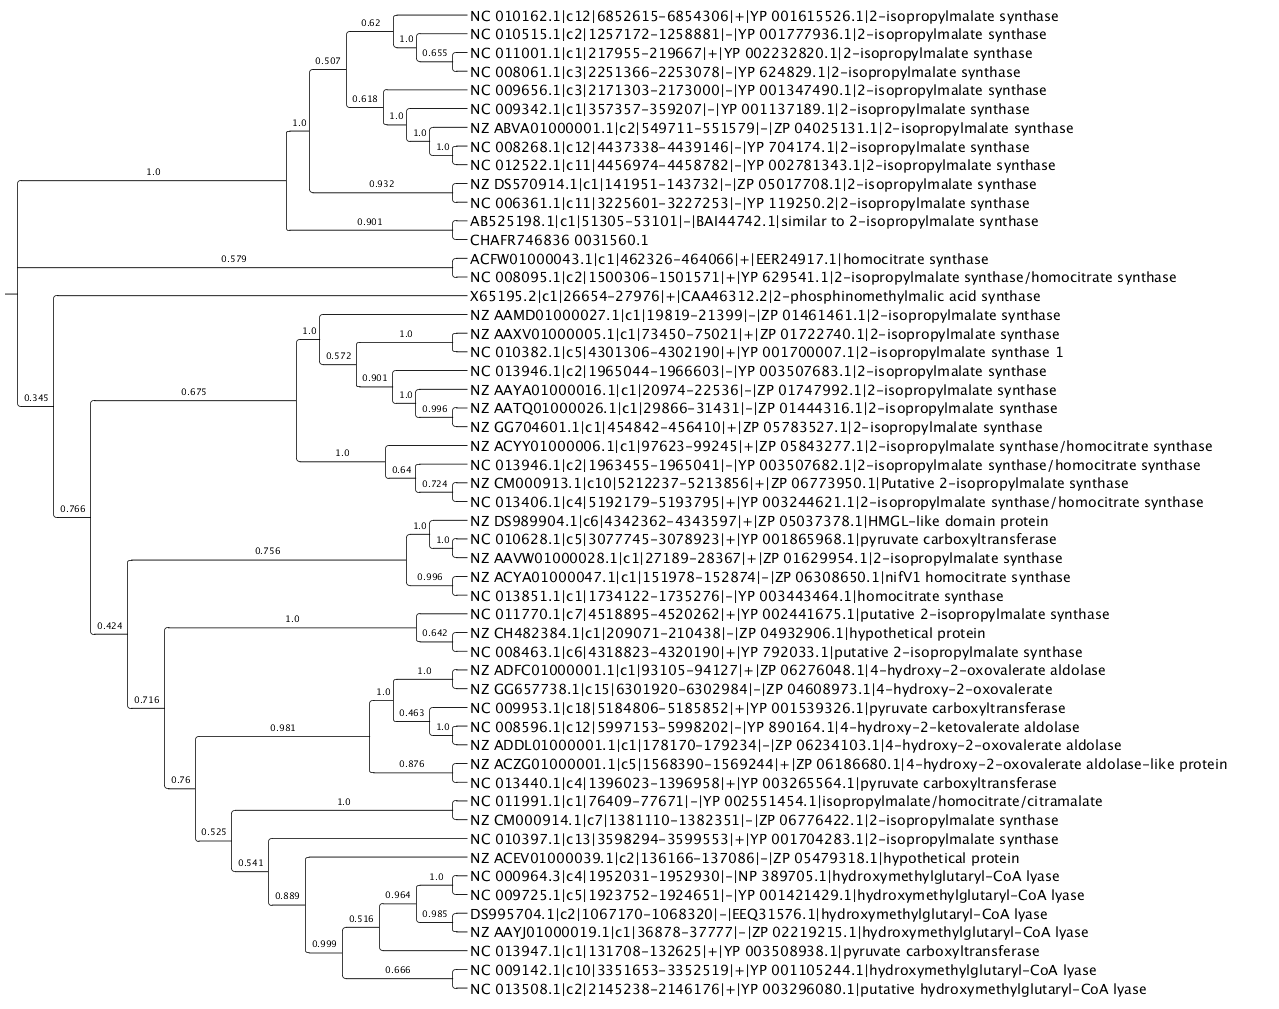 0.62
NC 010162.1|c12|6852615-6854306|+|YP 001615526.1|2-isopropylmalate synthase
1.0
NC 010515.1|c2|1257172-1258881|-|YP 001777936.1|2-isopropylmalate synthase
0.655
NC 011001.1|c1|217955-219667|+|YP 002232820.1|2-isopropylmalate synthase
0.507
NC 008061.1|c3|2251366-2253078|-|YP 624829.1|2-isopropylmalate synthase
NC 009656.1|c3|2171303-2173000|-|YP 001347490.1|2-isopropylmalate synthase
0.618
NC 009342.1|c1|357357-359207|-|YP 001137189.1|2-isopropylmalate synthase
1.0
1.0
NZ ABVA01000001.1|c2|549711-551579|-|ZP 04025131.1|2-isopropylmalate synthase
1.0
NC 008268.1|c12|4437338-4439146|-|YP 704174.1|2-isopropylmalate synthase
1.0
NC 012522.1|c11|4456974-4458782|-|YP 002781343.1|2-isopropylmalate synthase
1.0
0.932
NZ DS570914.1|c1|141951-143732|-|ZP 05017708.1|2-isopropylmalate synthase
NC 006361.1|c11|3225601-3227253|-|YP 119250.2|2-isopropylmalate synthase
0.901
AB525198.1|c1|51305-53101|-|BAI44742.1|similar to 2-isopropylmalate synthase
CHAFR746836 0031560.1
0.579
ACFW01000043.1|c1|462326-464066|+|EER24917.1|homocitrate synthase
NC 008095.1|c2|1500306-1501571|+|YP 629541.1|2-isopropylmalate synthase/homocitrate synthase
X65195.2|c1|26654-27976|+|CAA46312.2|2-phosphinomethylmalic acid synthase
NZ AAMD01000027.1|c1|19819-21399|-|ZP 01461461.1|2-isopropylmalate synthase
1.0
1.0
NZ AAXV01000005.1|c1|73450-75021|+|ZP 01722740.1|2-isopropylmalate synthase
0.572
NC 010382.1|c5|4301306-4302190|+|YP 001700007.1|2-isopropylmalate synthase 1
0.901
NC 013946.1|c2|1965044-1966603|-|YP 003507683.1|2-isopropylmalate synthase
0.345
0.675
1.0
NZ AAYA01000016.1|c1|20974-22536|-|ZP 01747992.1|2-isopropylmalate synthase
0.996
NZ AATQ01000026.1|c1|29866-31431|-|ZP 01444316.1|2-isopropylmalate synthase
NZ GG704601.1|c1|454842-456410|+|ZP 05783527.1|2-isopropylmalate synthase
1.0
NZ ACYY01000006.1|c1|97623-99245|+|ZP 05843277.1|2-isopropylmalate synthase/homocitrate synthase
0.64
NC 013946.1|c2|1963455-1965041|-|YP 003507682.1|2-isopropylmalate synthase/homocitrate synthase
0.724
NZ CM000913.1|c10|5212237-5213856|+|ZP 06773950.1|Putative 2-isopropylmalate synthase
NC 013406.1|c4|5192179-5193795|+|YP 003244621.1|2-isopropylmalate synthase/homocitrate synthase
0.766
1.0
NZ DS989904.1|c6|4342362-4343597|+|ZP 05037378.1|HMGL-like domain protein
1.0
NC 010628.1|c5|3077745-3078923|+|YP 001865968.1|pyruvate carboxyltransferase
0.756
NZ AAVW01000028.1|c1|27189-28367|+|ZP 01629954.1|2-isopropylmalate synthase
0.996
NZ ACYA01000047.1|c1|151978-152874|-|ZP 06308650.1|nifV1 homocitrate synthase
NC 013851.1|c1|1734122-1735276|-|YP 003443464.1|homocitrate synthase
0.424
1.0
NC 011770.1|c7|4518895-4520262|+|YP 002441675.1|putative 2-isopropylmalate synthase
0.642
NZ CH482384.1|c1|209071-210438|-|ZP 04932906.1|hypothetical protein
NC 008463.1|c6|4318823-4320190|+|YP 792033.1|putative 2-isopropylmalate synthase
1.0
NZ ADFC01000001.1|c1|93105-94127|+|ZP 06276048.1|4-hydroxy-2-oxovalerate aldolase
1.0
NZ GG657738.1|c15|6301920-6302984|-|ZP 04608973.1|4-hydroxy-2-oxovalerate
0.716
0.463
NC 009953.1|c18|5184806-5185852|+|YP 001539326.1|pyruvate carboxyltransferase
0.981
1.0
NC 008596.1|c12|5997153-5998202|-|YP 890164.1|4-hydroxy-2-ketovalerate aldolase
NZ ADDL01000001.1|c1|178170-179234|-|ZP 06234103.1|4-hydroxy-2-oxovalerate aldolase
0.876
NZ ACZG01000001.1|c5|1568390-1569244|+|ZP 06186680.1|4-hydroxy-2-oxovalerate aldolase-like protein
0.76
NC 013440.1|c4|1396023-1396958|+|YP 003265564.1|pyruvate carboxyltransferase
1.0
NC 011991.1|c1|76409-77671|-|YP 002551454.1|isopropylmalate/homocitrate/citramalate
NZ CM000914.1|c7|1381110-1382351|-|ZP 06776422.1|2-isopropylmalate synthase
0.525
NC 010397.1|c13|3598294-3599553|+|YP 001704283.1|2-isopropylmalate synthase
0.541
NZ ACEV01000039.1|c2|136166-137086|-|ZP 05479318.1|hypothetical protein
1.0
NC 000964.3|c4|1952031-1952930|-|NP 389705.1|hydroxymethylglutaryl-CoA lyase
0.889
0.964
NC 009725.1|c5|1923752-1924651|-|YP 001421429.1|hydroxymethylglutaryl-CoA lyase
0.985
DS995704.1|c2|1067170-1068320|-|EEQ31576.1|hydroxymethylglutaryl-CoA lyase
0.516
NZ AAYJ01000019.1|c1|36878-37777|-|ZP 02219215.1|hydroxymethylglutaryl-CoA lyase
0.999
NC 013947.1|c1|131708-132625|+|YP 003508938.1|pyruvate carboxyltransferase
0.666
NC 009142.1|c10|3351653-3352519|+|YP 001105244.1|hydroxymethylglutaryl-CoA lyase
NC 013508.1|c2|2145238-2146176|+|YP 003296080.1|putative hydroxymethylglutaryl-CoA lyase